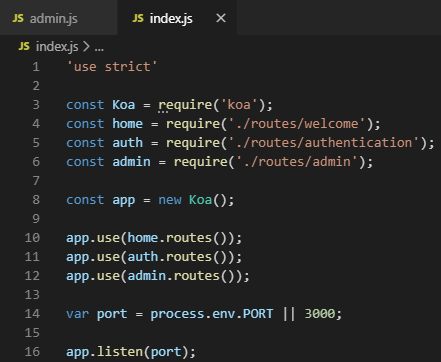 JS admin.js JS index.js ×
JS index.js > ...
1 'use strict'
2
3 const Koa = require('koa');
4 const home = require('./routes/welcome');
5 const auth = require('./routes/authentication');
6 const admin = require('./routes/admin');
7
8 const app = new Koa();
9
10 app.use(home.routes());
11 app.use(auth.routes());
12 app.use(admin.routes());
13
14 var port = process.env.PORT || 3000;
15
16 app.listen(port);